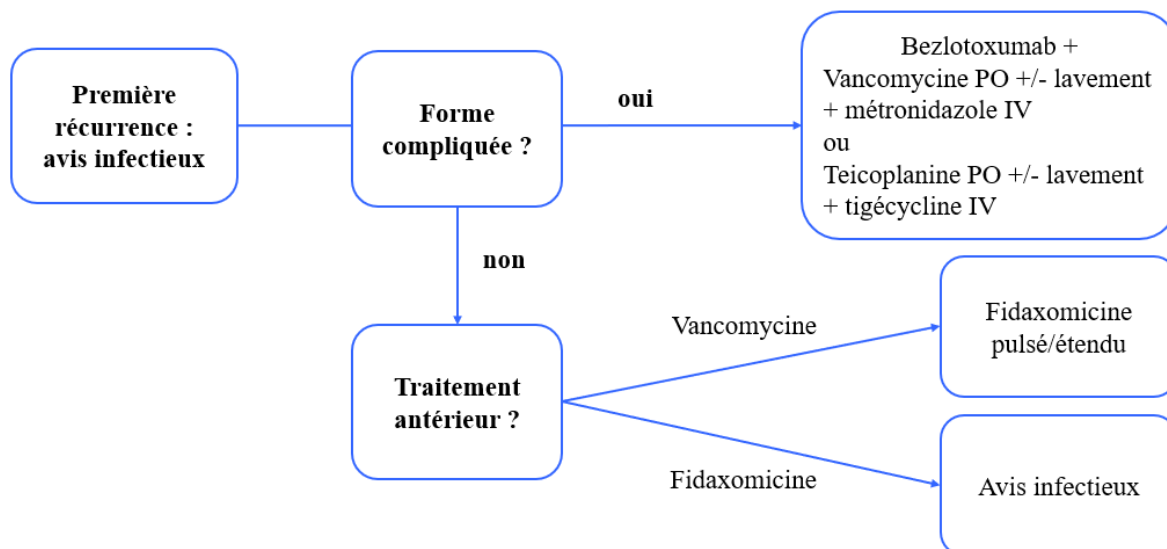 Première
récurrence :
avis infectieux
Forme
compliquée ?
oui
Bezlotoxumab +
Vancomycine PO +/- lavement
+ métronidazole IV
ou
Teicoplanine PO +/- lavement
+ tigécycline IV
non
Traitement
antérieur ?
Vancomycine
Fidaxomicine
pulsé/étendu
Fidaxomicine
Avis infectieux